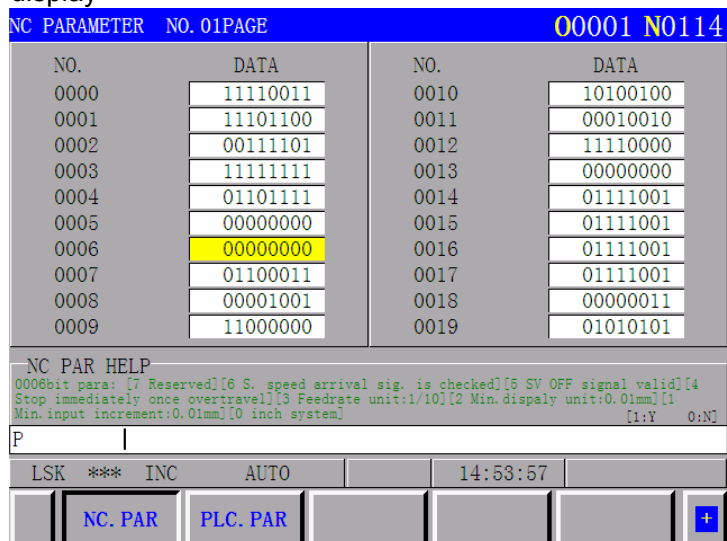 display
NC PARAMETER NO.01PAGE O0001 N0114
NO. DATA NO. DATA
0000 11110011 0010 10100100
0001 11101100 0011 00010010
0002 00111101 0012 11110000
0003 11111111 0013 00000000
0004 01101111 0014 01111001
0005 00000000 0015 01111001
0006 00000000 0016 01111001
0007 01100011 0017 01111001
0008 00001001 0018 00000011
0009 11000000 0019 01010101
NC PAR HELP
0006bit para: [7 Reserved][6 S. speed arrival sig. is checked][5 SV OFF signal valid][4
Stop immediately once overtravel][3 Feedrate unit:1/10][2 Min.dispaly unit:0.01mm][1
Min.input increment:0.01mm][0 inch system] [1:Y 0:N]
P
LSK *** INC AUTO 14:53:57
NC.PAR PLC.PAR +